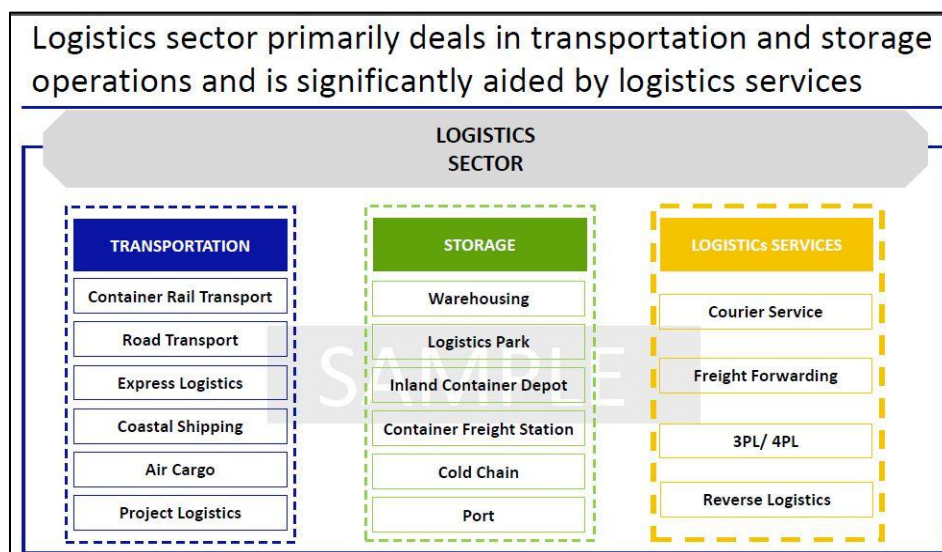 Logistics sector primarily deals in transportation and storage
operations and is significantly aided by logistics services
LOGISTICS
SECTOR
TRANSPORTATION
Container Rail Transport
Road Transport
Express Logistics
Coastal Shipping
Air Cargo
Project Logistics
STORAGE
Warehousing
Logistics Park
Inland Container Depot
Container Freight Station
Cold Chain
Port
LOGISTICs SERVICES
Courier Service
Freight Forwarding
3PL/ 4PL
Reverse Logistics
SAMPLE